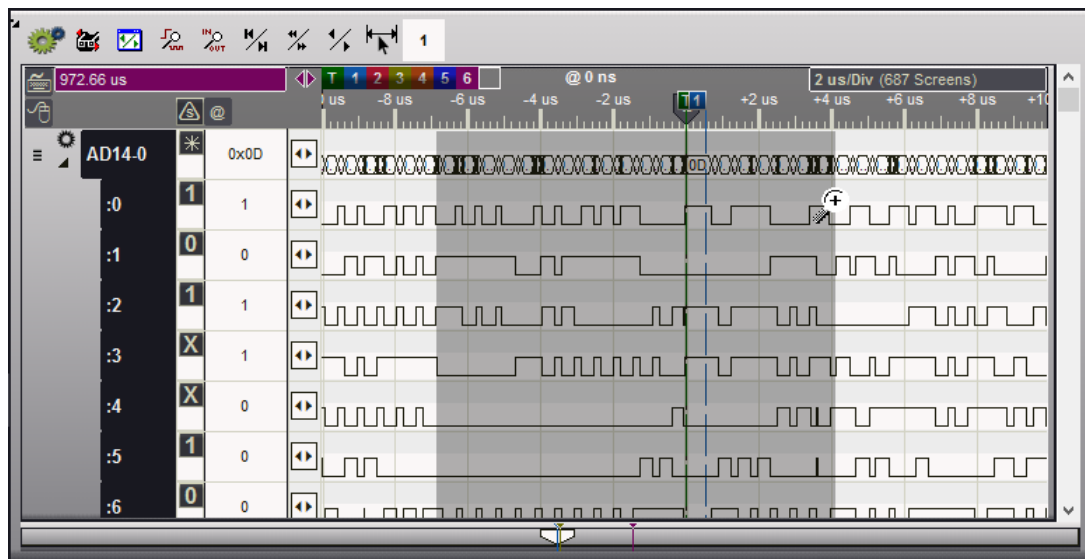 IN
OUT
1
972.66 us
T 1 2 3 4 5 6
@ 0 ns
2 us/Div (687 Screens)
us -8 us -6 us -4 us -2 us T 1 +2 us +4 us +6 us +8 us
@
AD14-0 0x0D 0D
:0 1 1
:1 0 0
:2 1 1
:3 X 1
:4 X 0
:5 1 0
:6 0 0